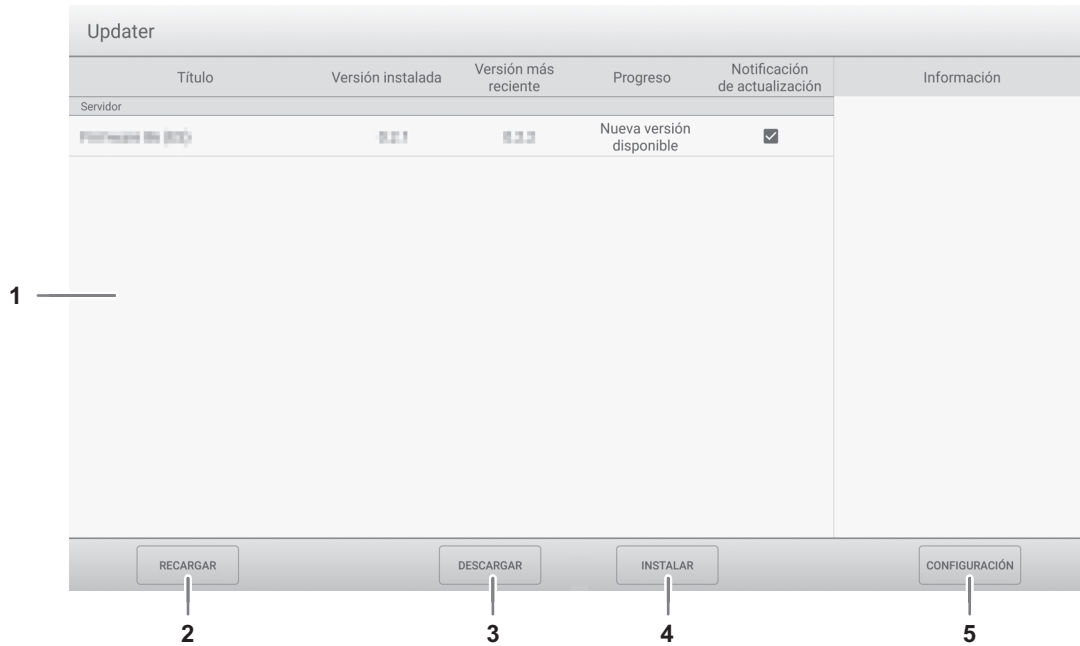 Updater
Título
Versión instalada
Versión más
reciente
Progreso
Notificación
de actualización
Información
Servidor
Nueva versión
disponible
1
RECARGAR
DESCARGAR
INSTALAR
CONFIGURACIÓN
2
3
4
5